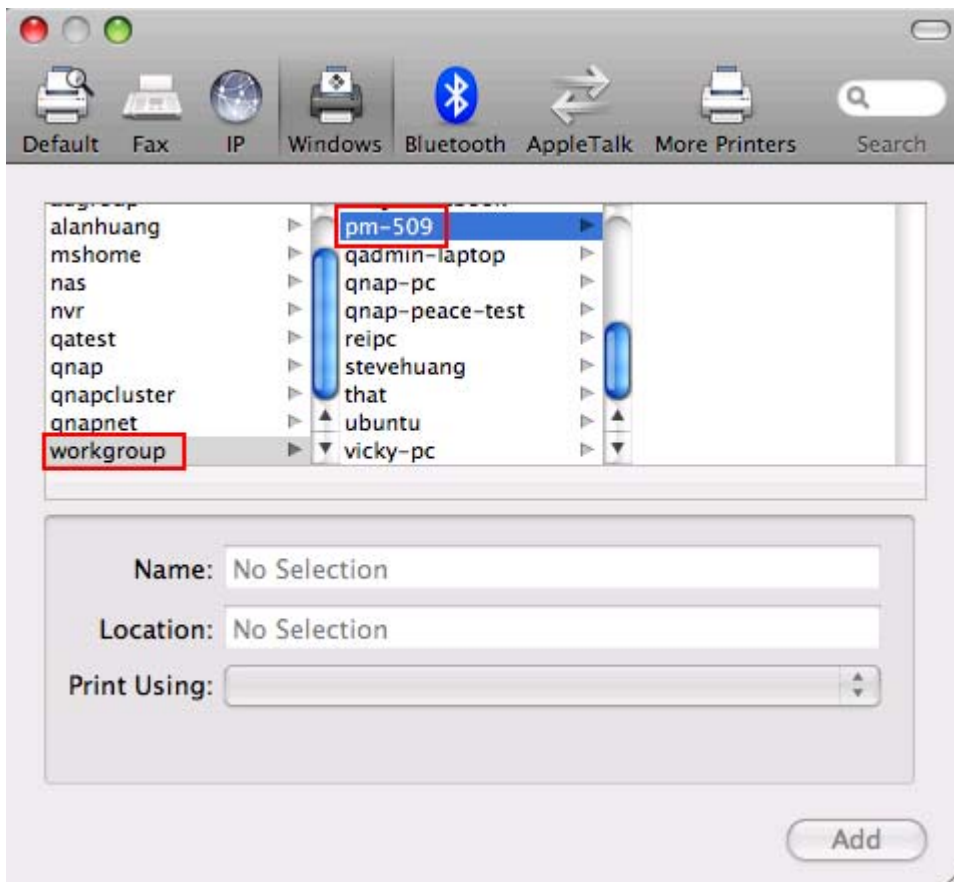 Default Fax IP Windows Bluetooth AppleTalk More Printers Search
alanhuang
mshome
nas
nvr
qatest
qnap
qnapcluster
qnapnet
workgroup
pm-509
qadmin-laptop
qnap-pc
qnap-peace-test
reipc
stevehuang
that
ubuntu
vicky-pc
Name: No Selection
Location: No Selection
Print Using:
Add